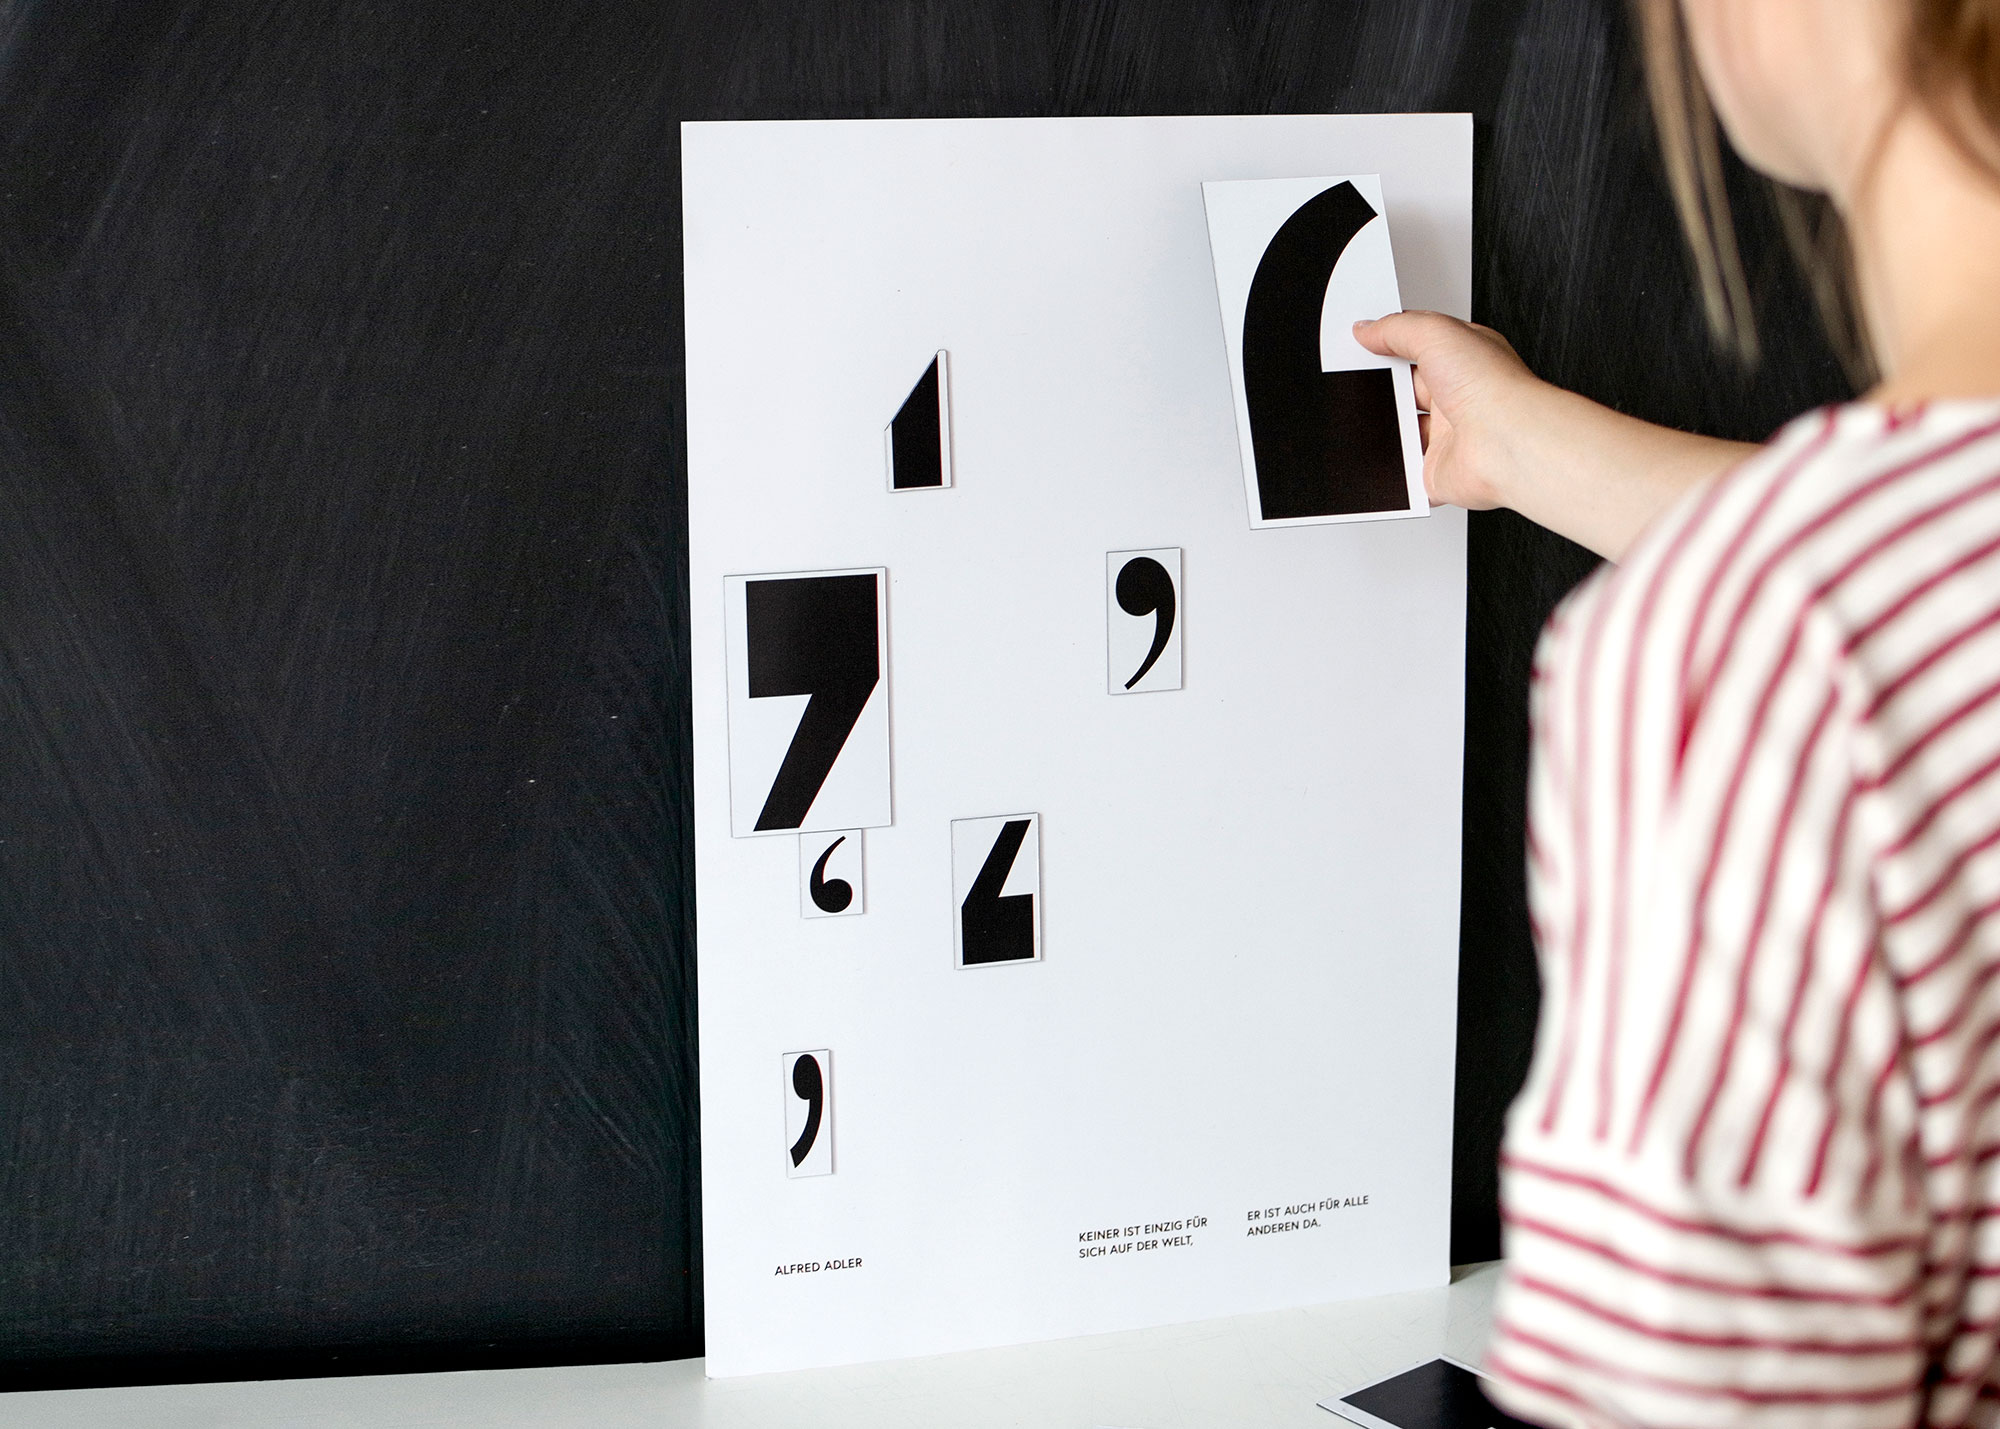 ALFRED ADLER
KEINER IST EINZIG FÜR
SICH AUF DER WELT,
ER IST AUCH FÜR ALLE
ANDEREN DA.